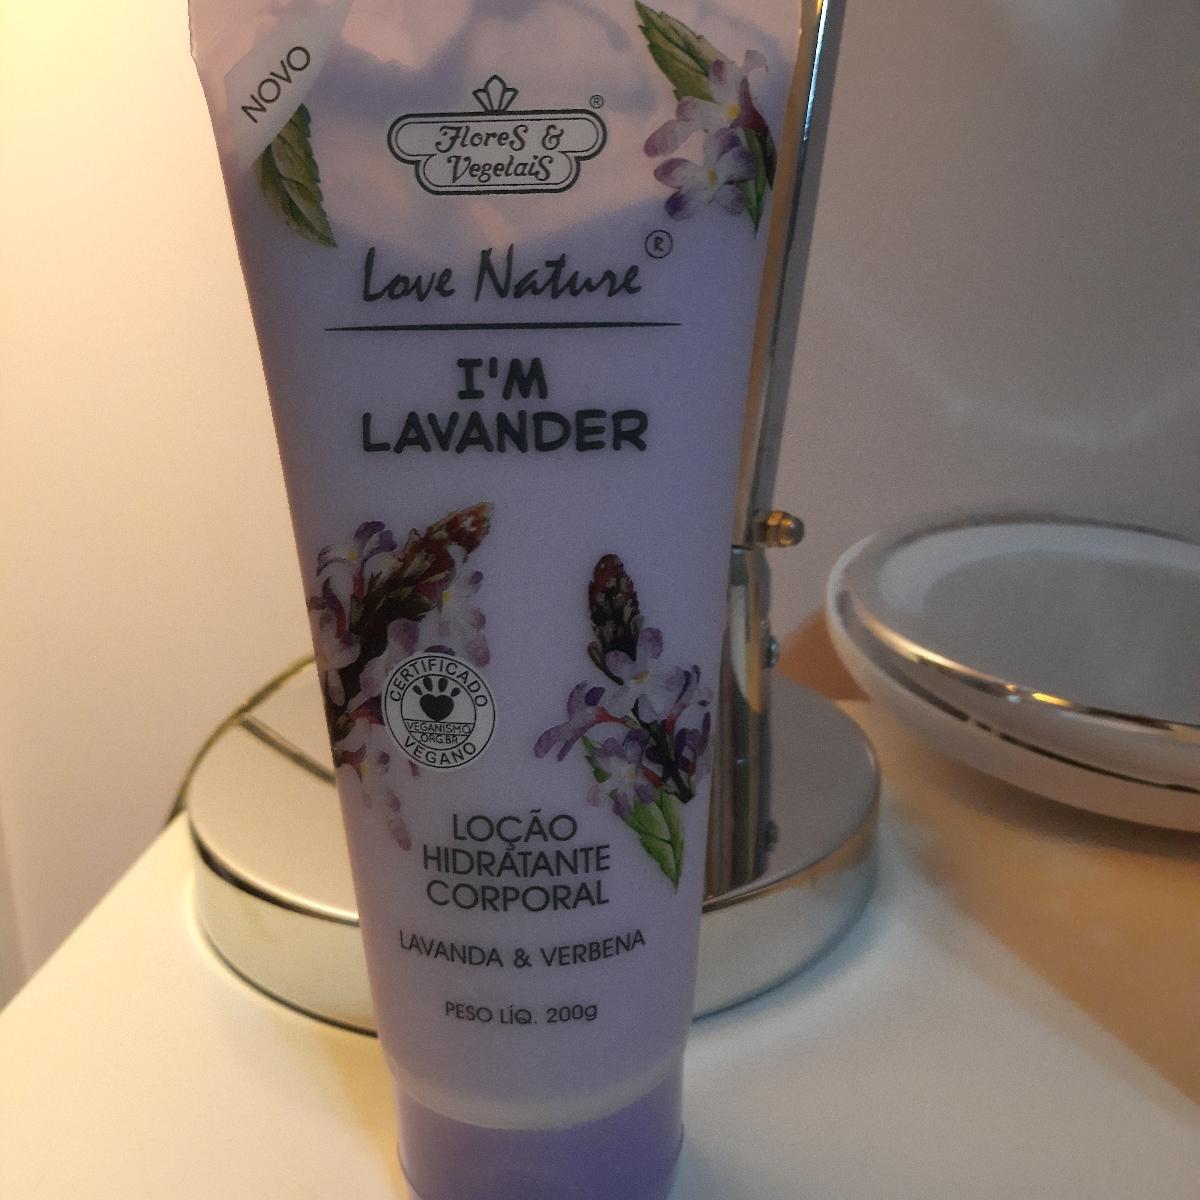 NOVO
Flores &
Vegetais
®
Love Nature®
I'M
LAVANDER
CERTIFICADO
VEGANISMO
.ORG.BR
VEGANO
LOÇÃO
HIDRATANTE
CORPORAL
LAVANDA & VERBENA
PESO LÍQ. 200g